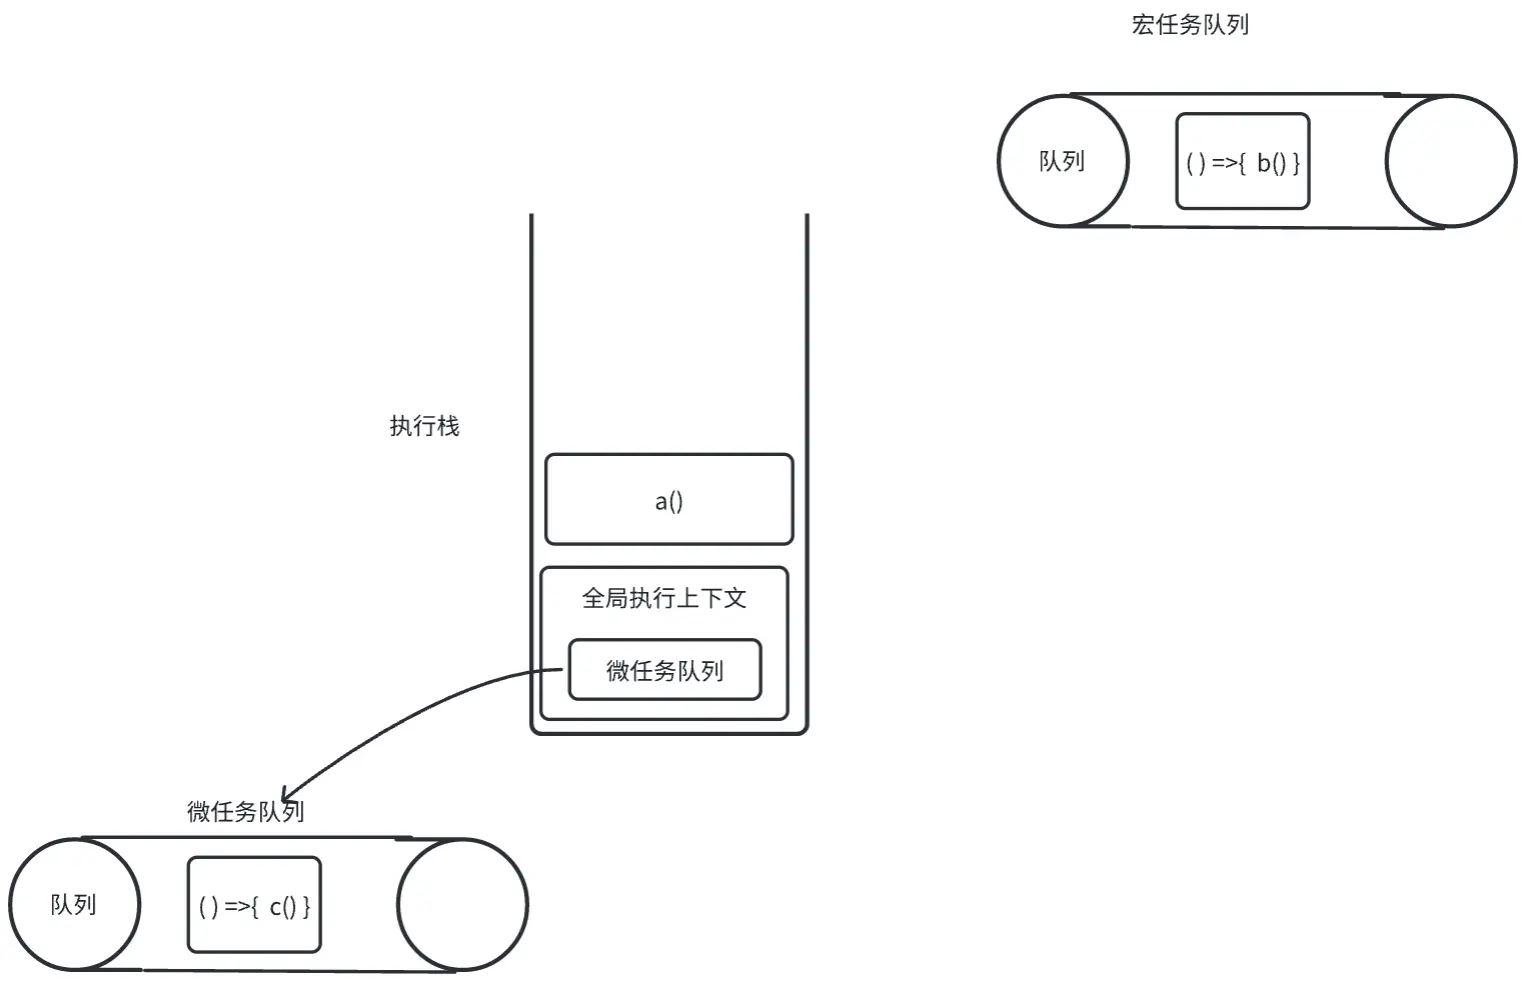 宏任务队列
队列
( ) =>{ b() }
执行栈
a()
全局执行上下文
微任务队列
微任务队列
队列
( ) =>{ c() }